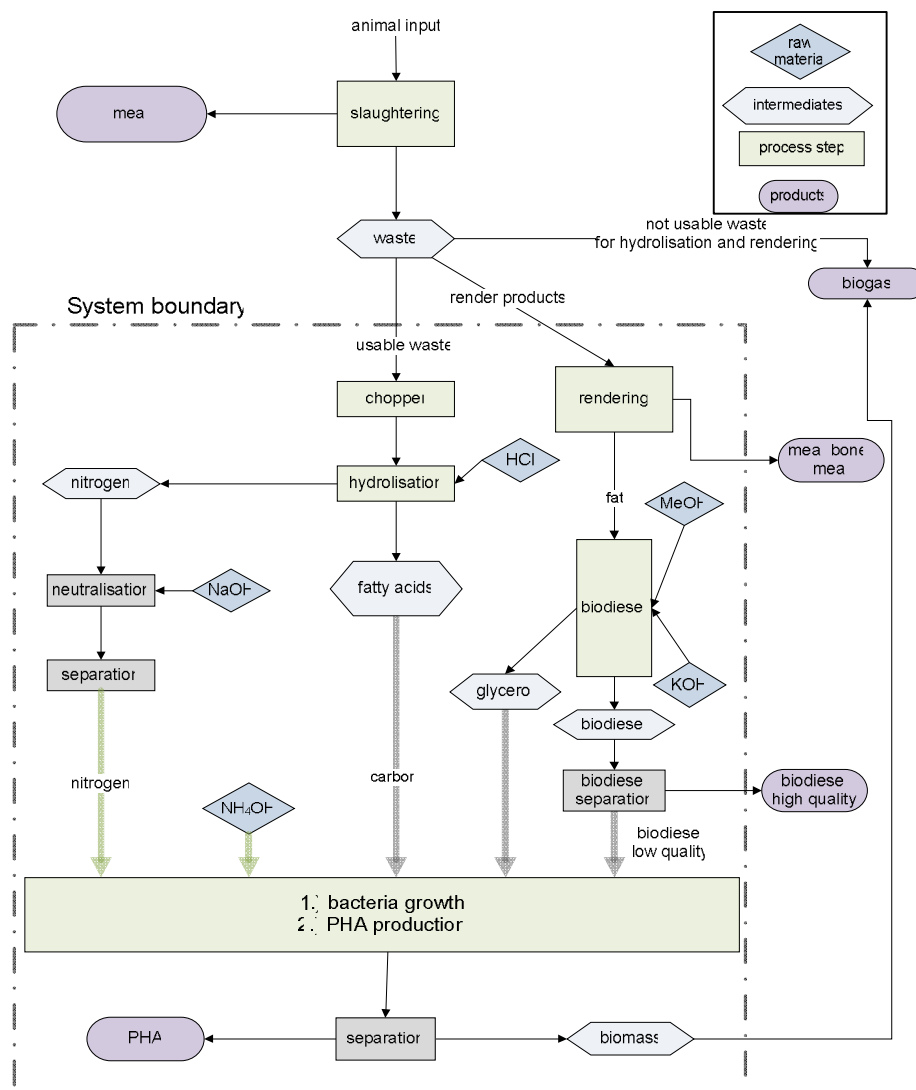 animal input
raw
material
mea
slaughtering
intermediates
process step
products
waste
not usable waste
for hydrolisation and rendering
biogas
render products
System boundary
usable waste
chopper
rendering
mea bone
mea
HCl
nitrogen
hydrolisation
fat
MeOH
neutralisation
NaOH
fatty acids
biodiese
separation
glycero
KOH
biodiese
nitrogen
carbon
biodiese
separation
biodiese
high quality
NH₄OH
biodiese
low quality
1.) bacteria growth
2.) PHA production
PHA
separation
biomass